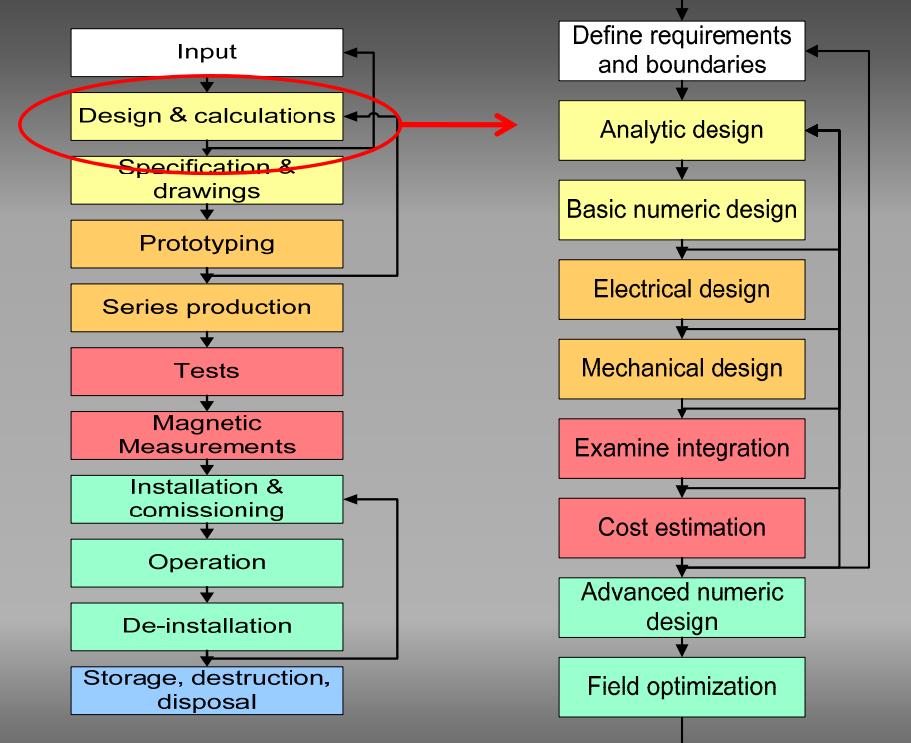 Input
Design & calculations
Specification &
drawings
Prototyping
Series production
Tests
Magnetic
Measurements
Installation &
comissioning
Operation
De-installation
Storage, destruction,
disposal
Define requirements
and boundaries
Analytic design
Basic numeric design
Electrical design
Mechanical design
Examine integration
Cost estimation
Advanced numeric
design
Field optimization